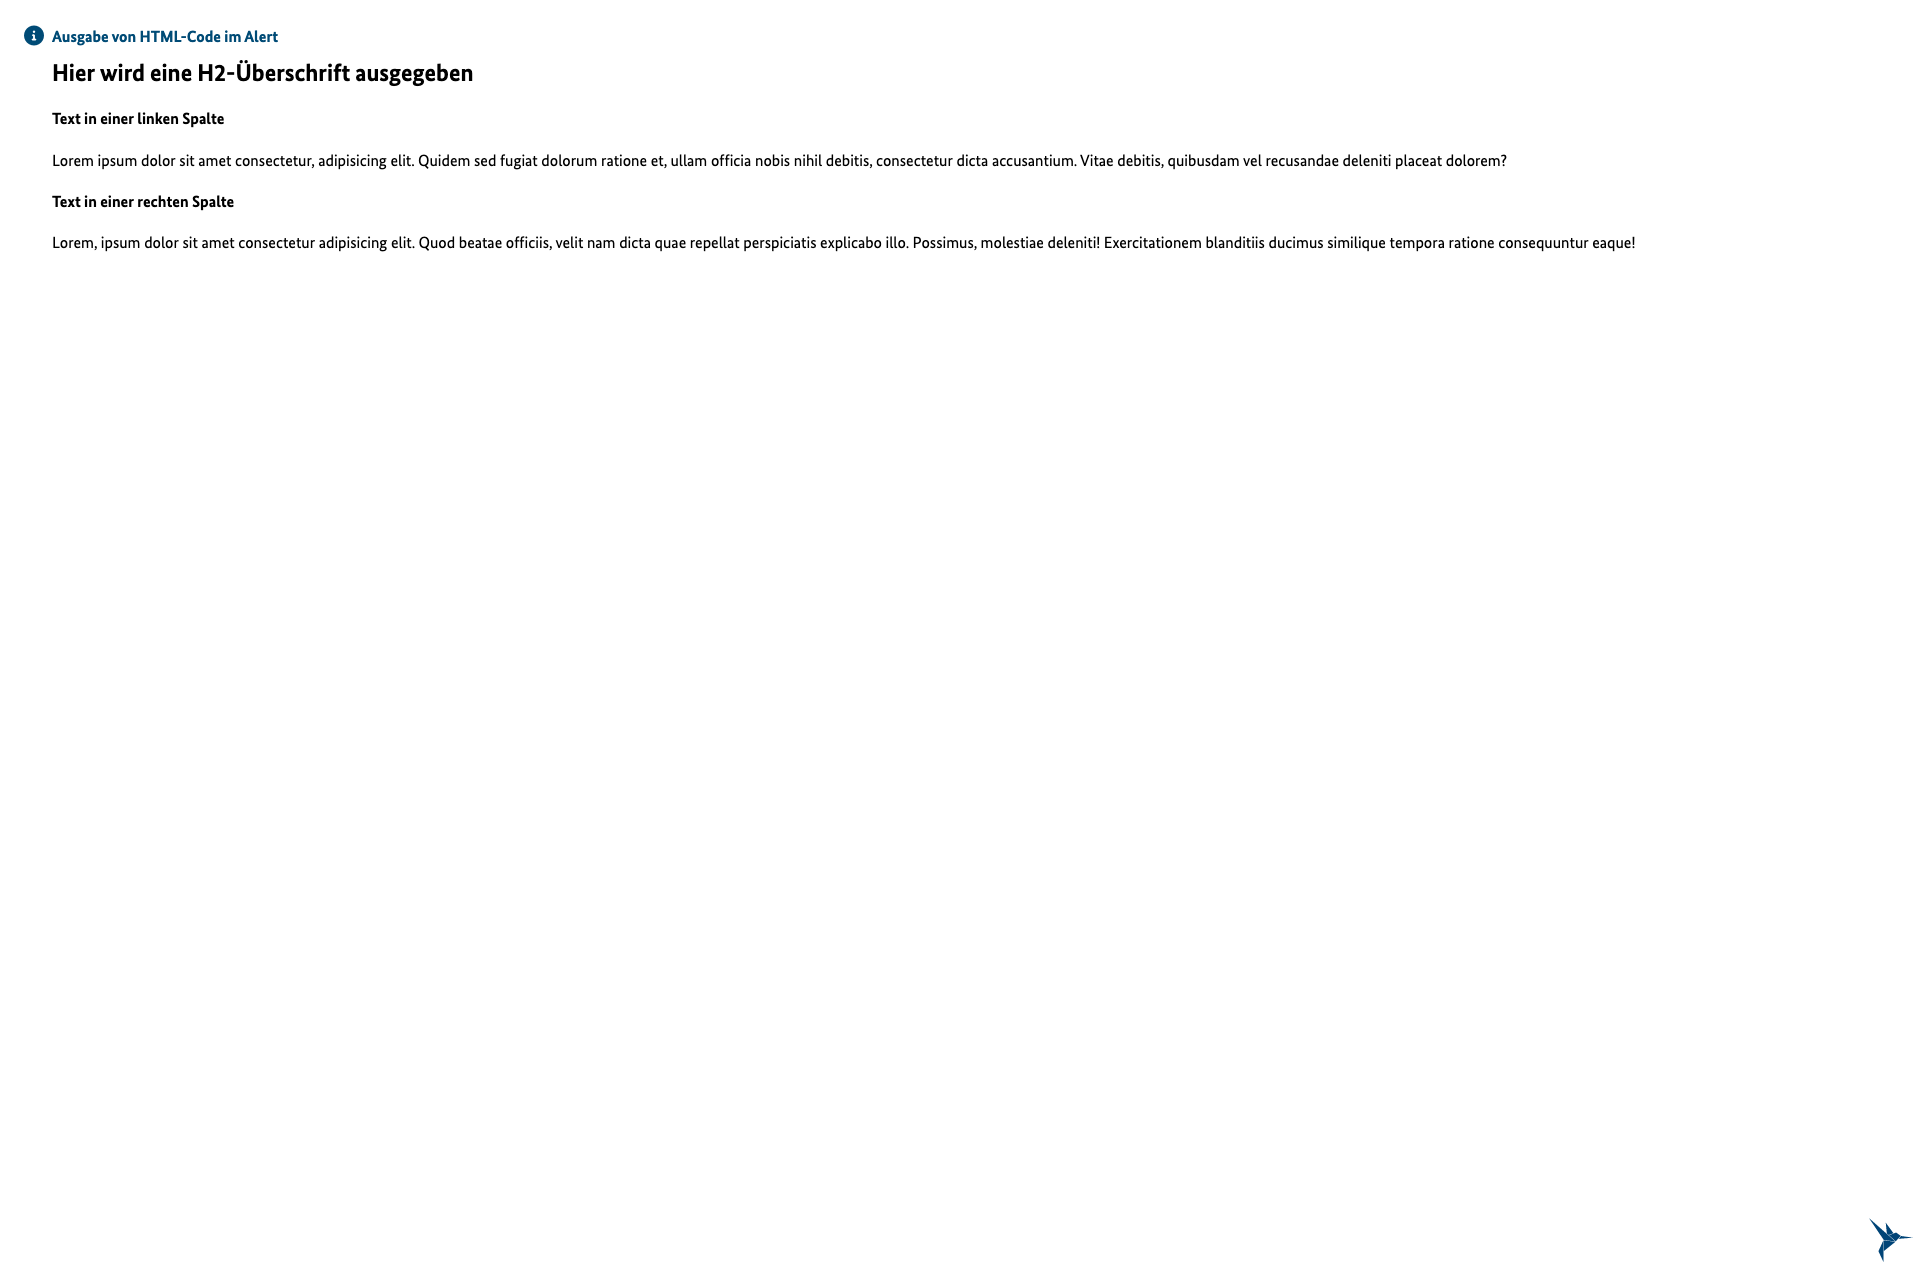 Ausgabe von HTML-Code im Alert
Hier wird eine H2-Überschrift ausgegeben
Text in einer linken Spalte
Lorem ipsum dolor sit amet consectetur, adipisicing elit. Quidem sed fugiat dolorum ratione et, ullam officia nobis nihil debitis, consectetur dicta accusantium. Vitae debitis, quibusdam vel recusandae deleniti placeat dolorem?
Text in einer rechten Spalte
Lorem, ipsum dolor sit amet consectetur adipisicing elit. Quod beatae officiis, velit nam dicta quae repellat perspiciatis explicabo illo. Possimus, molestiae deleniti! Exercitationem blanditiis ducimus similique tempora ratione consequuntur eaque!